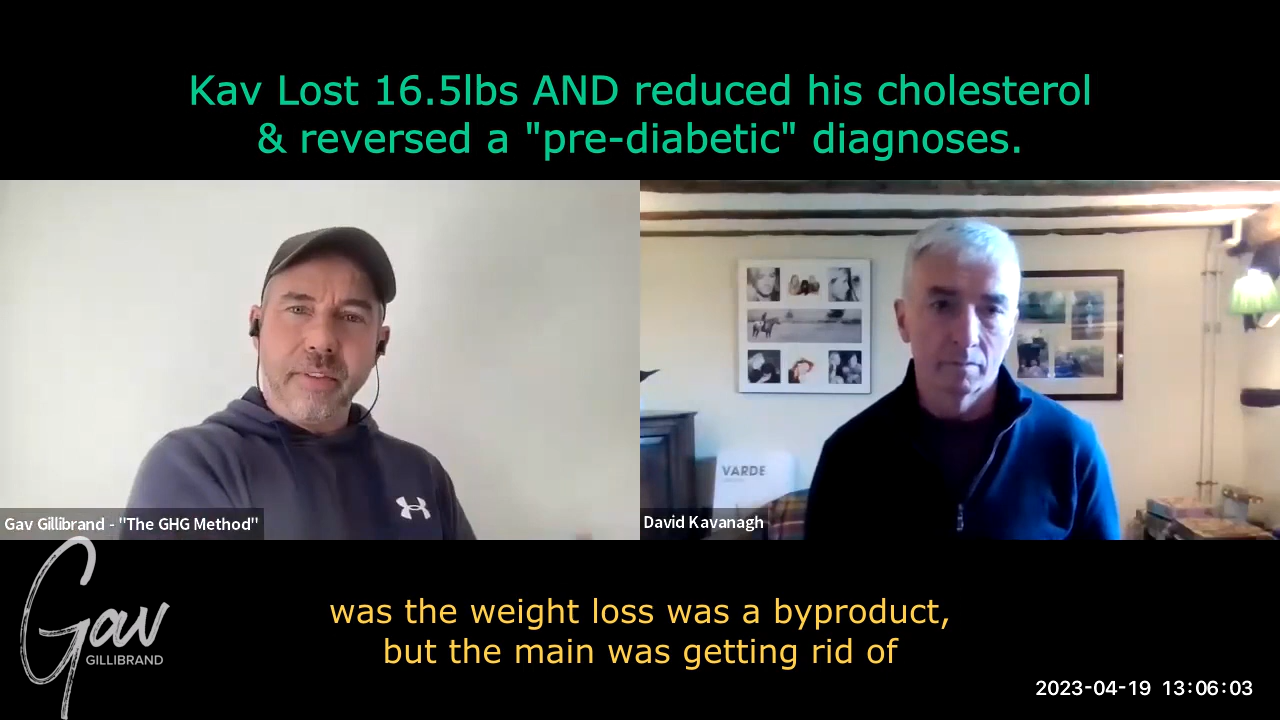 Kav Lost 16.5lbs AND reduced his cholesterol
& reversed a "pre-diabetic" diagnoses.
VARDE
Gav Gillibrand - "The GHG Method"
David Kavanagh
Gav
GILLIBRAND
was the weight loss was a byproduct,
but the main was getting rid of
2023-04-19 13:06:03